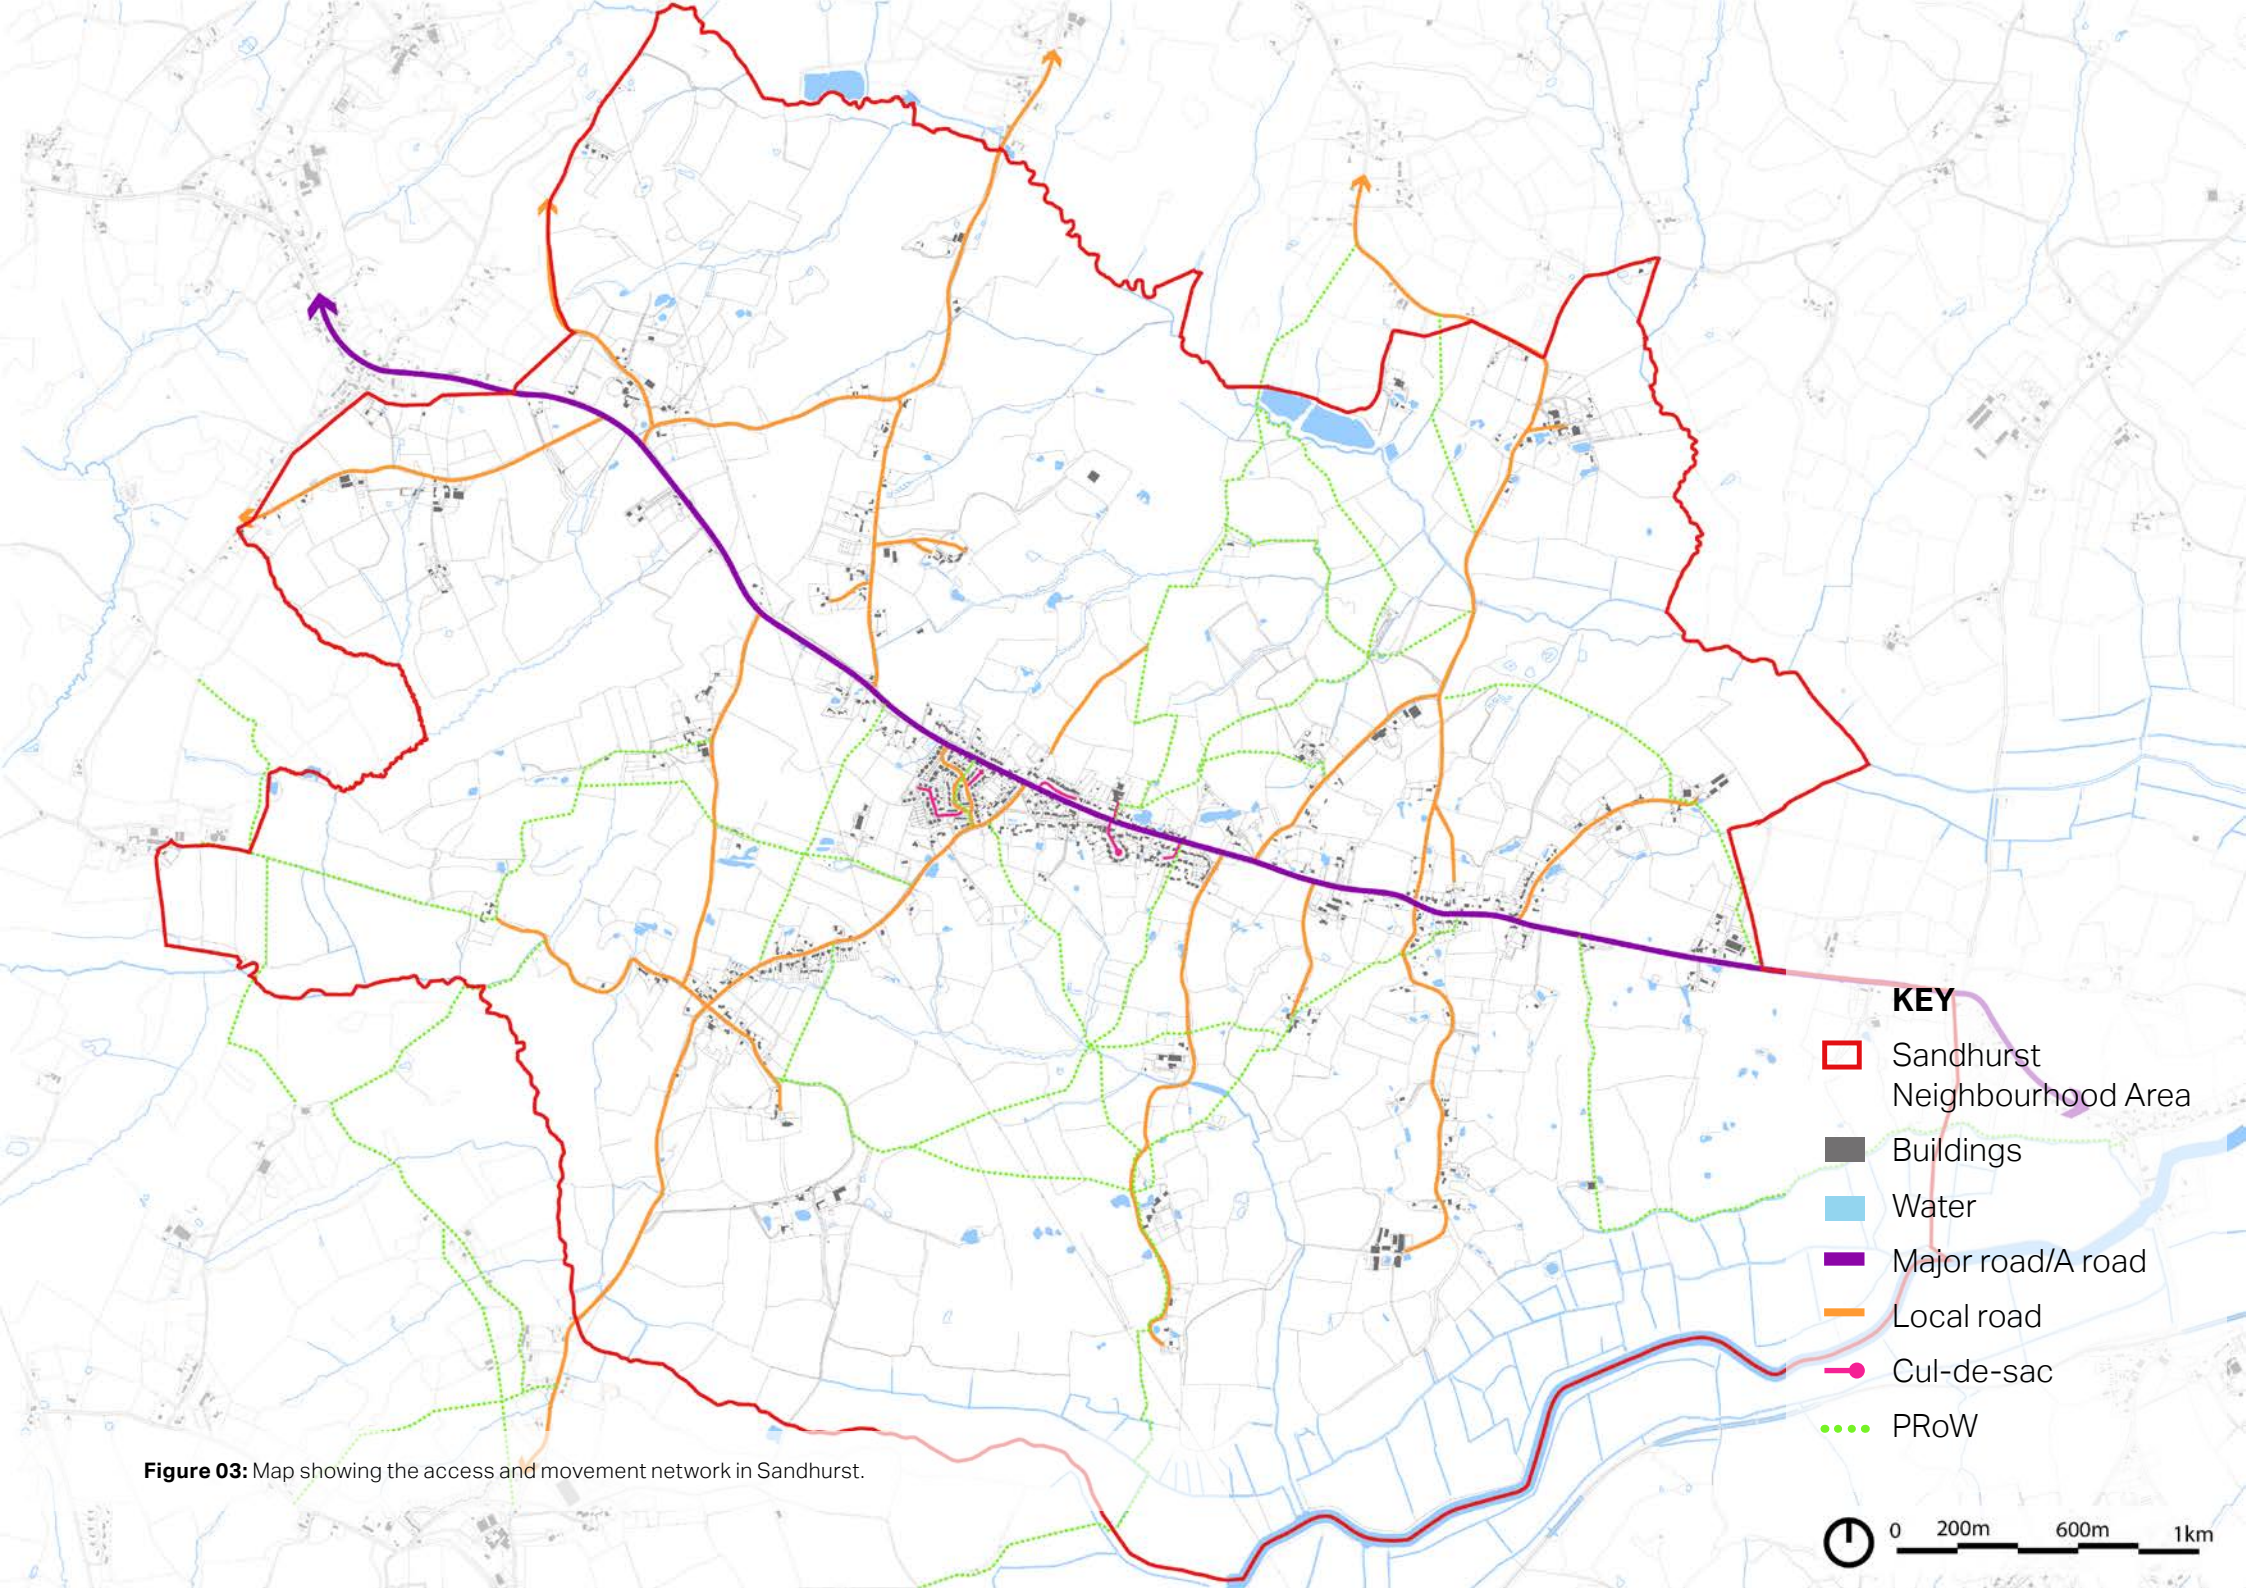 KEY
Sandhurst
Neighbourhood Area
Buildings
Water
Major road/A road
Local road
Cul-de-sac
PRoW
Figure 03: Map showing the access and movement network in Sandhurst.
0 200m 600m 1km